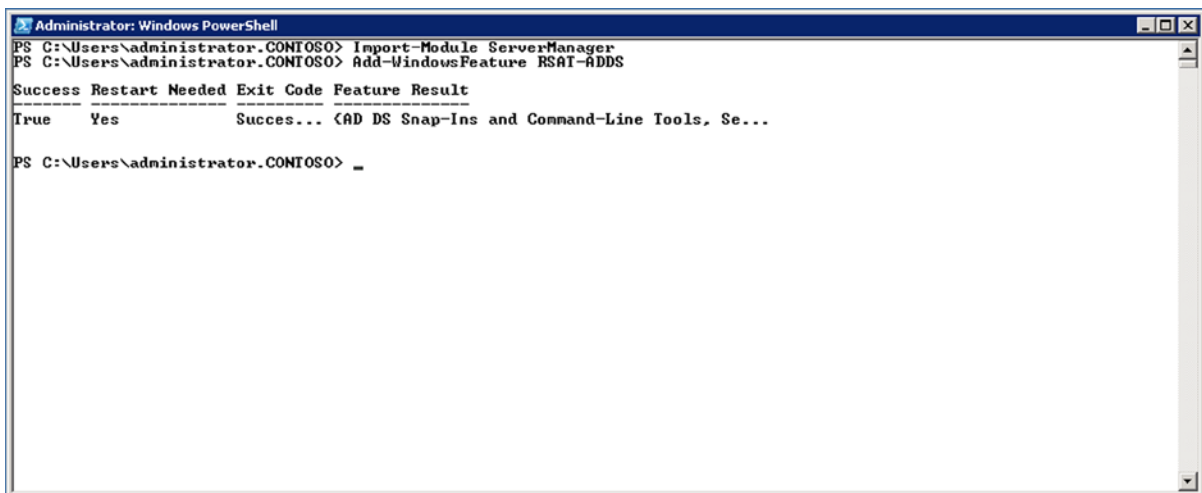 Administrator: Windows PowerShell
PS C:\Users\administrator.CONTOSO> Import-Module ServerManager
PS C:\Users\administrator.CONTOSO> Add-WindowsFeature RSAT-ADDS
Success Restart Needed Exit Code Feature Result
------- -------------- --------- --------------
True    Yes            Succes... {AD DS Snap-Ins and Command-Line Tools, Se...
PS C:\Users\administrator.CONTOSO> _